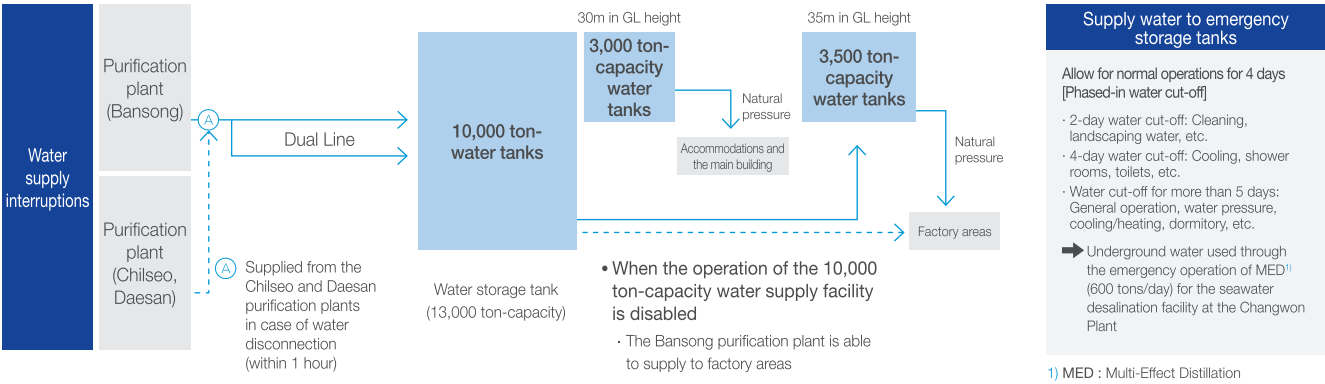 Water
supply
interruptions
Purification
plant
(Bansong)
Purification
plant
(Chilseo,
Daesan)
A
Dual Line
A
Supplied from the
Chilseo and Daesan
purification plants
in case of water
disconnection
(within 1 hour)
10,000 ton-
water tanks
Water storage tank
(13,000 ton-capacity)
30m in GL height
3,000 ton-
capacity
water
tanks
Natural
pressure
Accommodations and
the main building
35m in GL height
3,500 ton-
capacity
water tanks
Natural
pressure
Factory areas
• When the operation of the 10,000
ton-capacity water supply facility
is disabled
· The Bansong purification plant is able
to supply to factory areas
Supply water to emergency
storage tanks
Allow for normal operations for 4 days
[Phased-in water cut-off]
· 2-day water cut-off: Cleaning,
landscaping water, etc.
· 4-day water cut-off: Cooling, shower
rooms, toilets, etc.
· Water cut-off for more than 5 days:
General operation, water pressure,
cooling/heating, dormitory, etc.
Underground water used through
the emergency operation of MED1)
(600 tons/day) for the seawater
desalination facility at the Changwon
Plant
1) MED : Multi-Effect Distillation